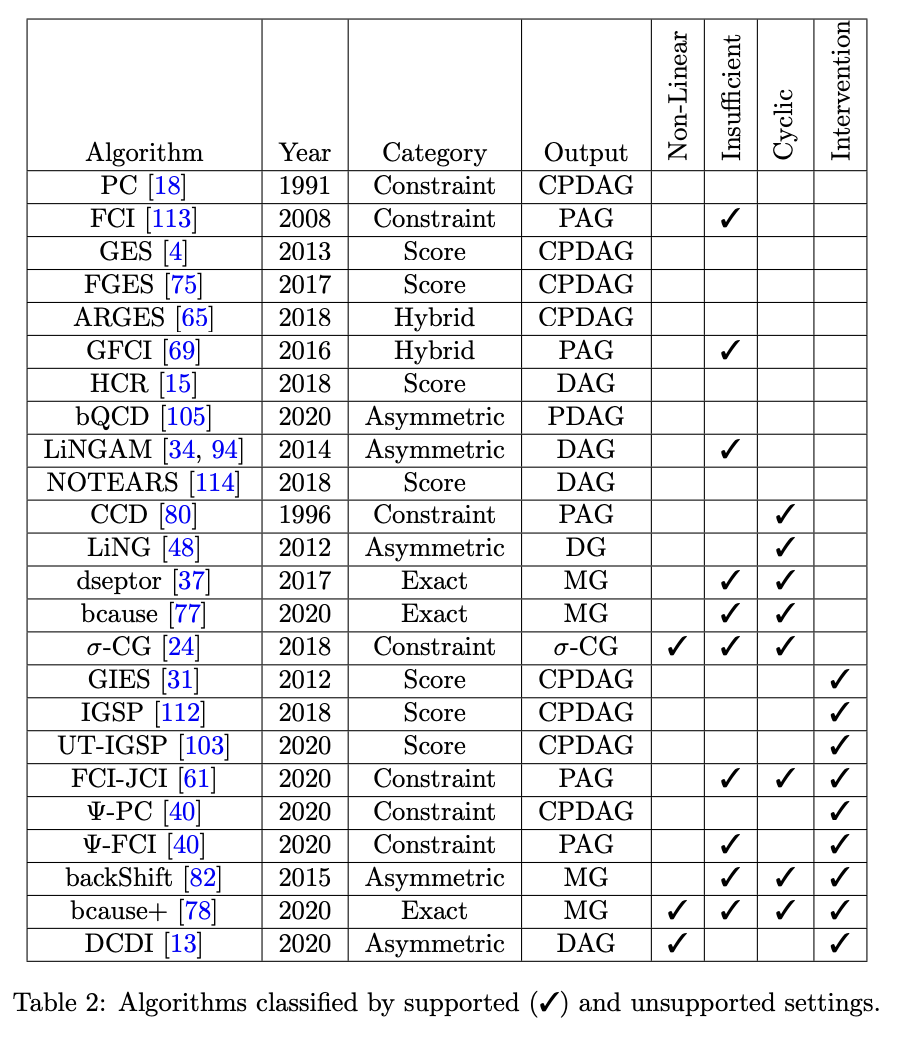 Algorithm Year Category Output Non-Linear Insufficient Cyclic Intervention
PC [18] 1991 Constraint CPDAG
FCI [113] 2008 Constraint PAG ✓
GES [4] 2013 Score CPDAG
FGES [75] 2017 Score CPDAG
ARGES [65] 2018 Hybrid CPDAG
GFCI [69] 2016 Hybrid PAG ✓
HCR [15] 2018 Score DAG
bQCD [105] 2020 Asymmetric PDAG
LiNGAM [34, 94] 2014 Asymmetric DAG ✓
NOTEARS [114] 2018 Score DAG
CCD [80] 1996 Constraint PAG ✓
LiNG [48] 2012 Asymmetric DG ✓
dseptor [37] 2017 Exact MG ✓ ✓
bcause [77] 2020 Exact MG ✓ ✓
σ-CG [24] 2018 Constraint σ-CG ✓ ✓ ✓
GIES [31] 2012 Score CPDAG ✓
IGSP [112] 2018 Score CPDAG ✓
UT-IGSP [103] 2020 Score CPDAG ✓
FCI-JCI [61] 2020 Constraint PAG ✓ ✓ ✓
Ψ-PC [40] 2020 Constraint CPDAG ✓
Ψ-FCI [40] 2020 Constraint PAG ✓ ✓
backShift [82] 2015 Asymmetric MG ✓ ✓ ✓
bcause+ [78] 2020 Exact MG ✓ ✓ ✓ ✓
DCDI [13] 2020 Asymmetric DAG ✓ ✓
Table 2: Algorithms classified by supported (✓) and unsupported settings.